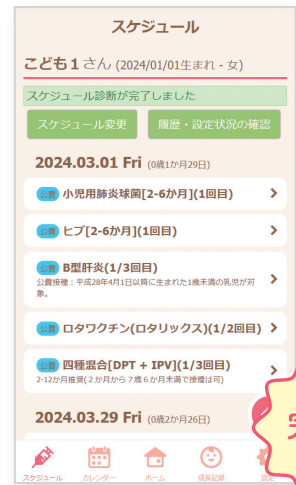 スケジュール
こども１さん (2024/01/01生まれ - 女)
スケジュール診断が完了しました
スケジュール変更
履歴・設定状況の確認
2024.03.01 Fri (0歳1か月29日)
公費 小児用肺炎球菌[2-6か月](1回目)
公費 ヒブ[2-6か月](1回目)
公費 B型肝炎(1/3回目)
公費接種：平成28年4月1日以降に生まれた1歳未満の乳児が対
象。
公費 ロタワクチン(ロタリックス)(1/2回目)
公費 四種混合[DPT + IPV](1/3回目)
2-12か月推奨(２か月から７歳６か月未満で接種は可)
2024.03.29 Fri (0歳2か月26日)
スケジュール
カレンダー
ホーム
成長記録
設定